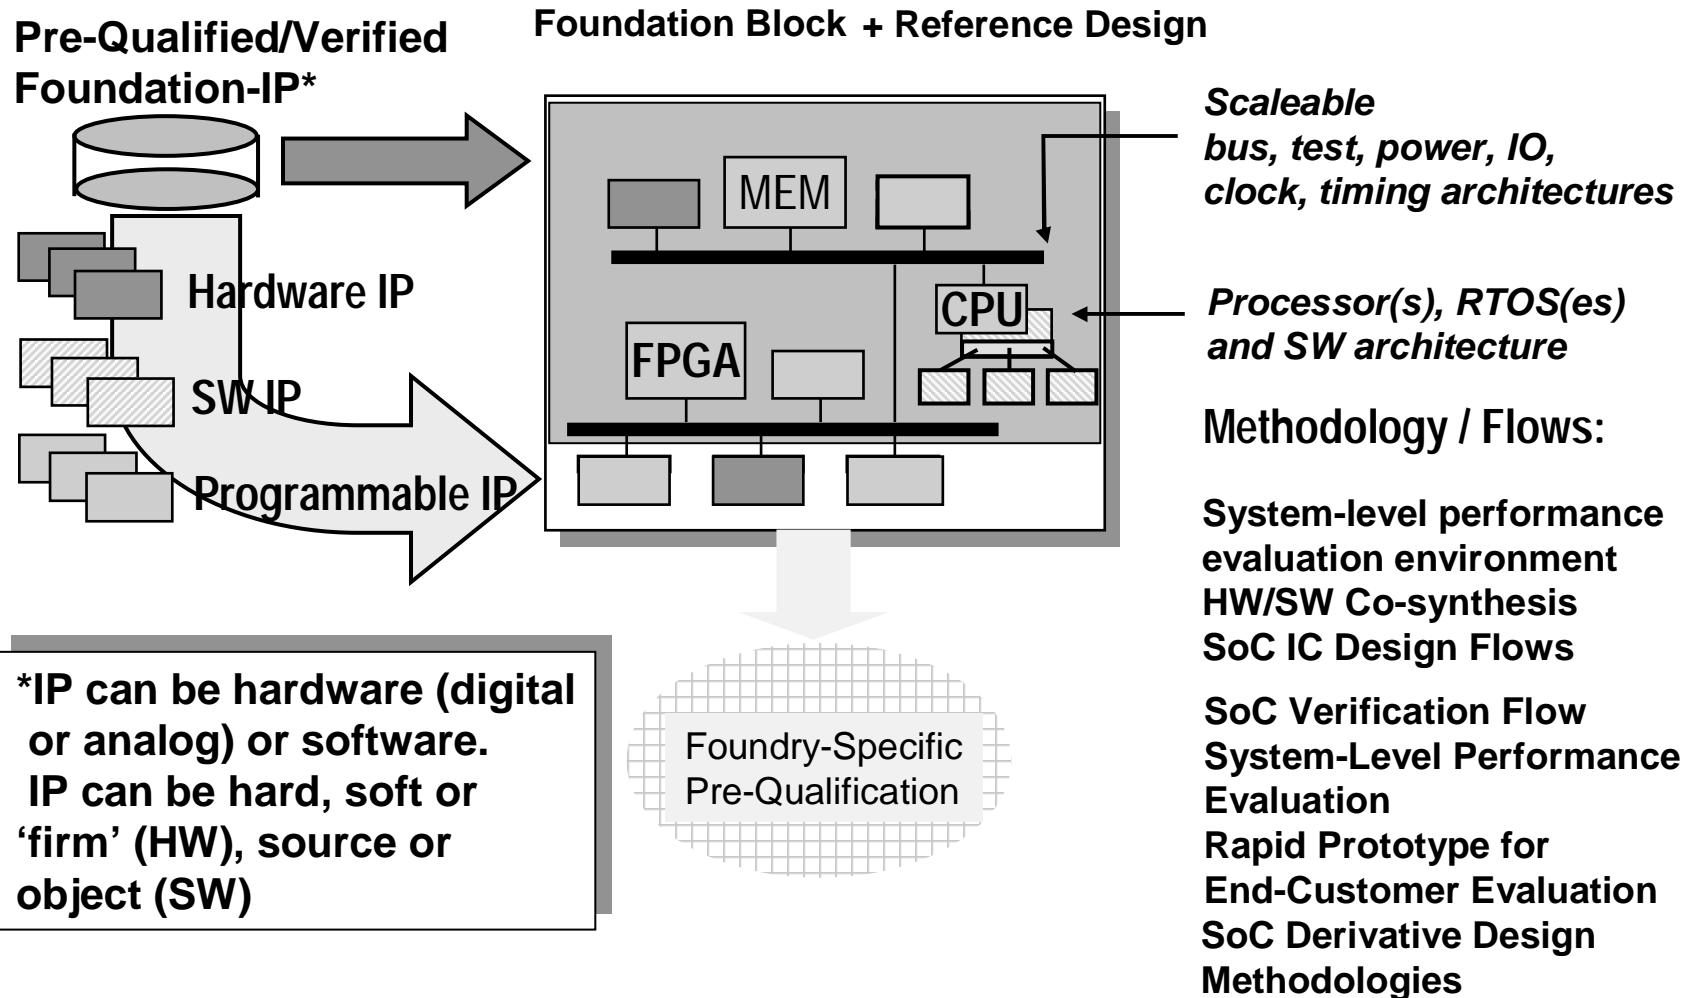 Pre-Qualified/Verified
Foundation-IP*
Foundation Block + Reference Design
Scaleable
bus, test, power, IO,
clock, timing architectures
MEM
Hardware IP
CPU
Processor(s), RTOS(es)
and SW architecture
FPGA
SW IP
Programmable IP
Methodology / Flows:
System-level performance
evaluation environment
HW/SW Co-synthesis
SoC IC Design Flows
SoC Verification Flow
System-Level Performance
Evaluation
Rapid Prototype for
End-Customer Evaluation
SoC Derivative Design
Methodologies
Foundry-Specific
Pre-Qualification
*IP can be hardware (digital
or analog) or software.
IP can be hard, soft or
‘firm’ (HW), source or
object (SW)